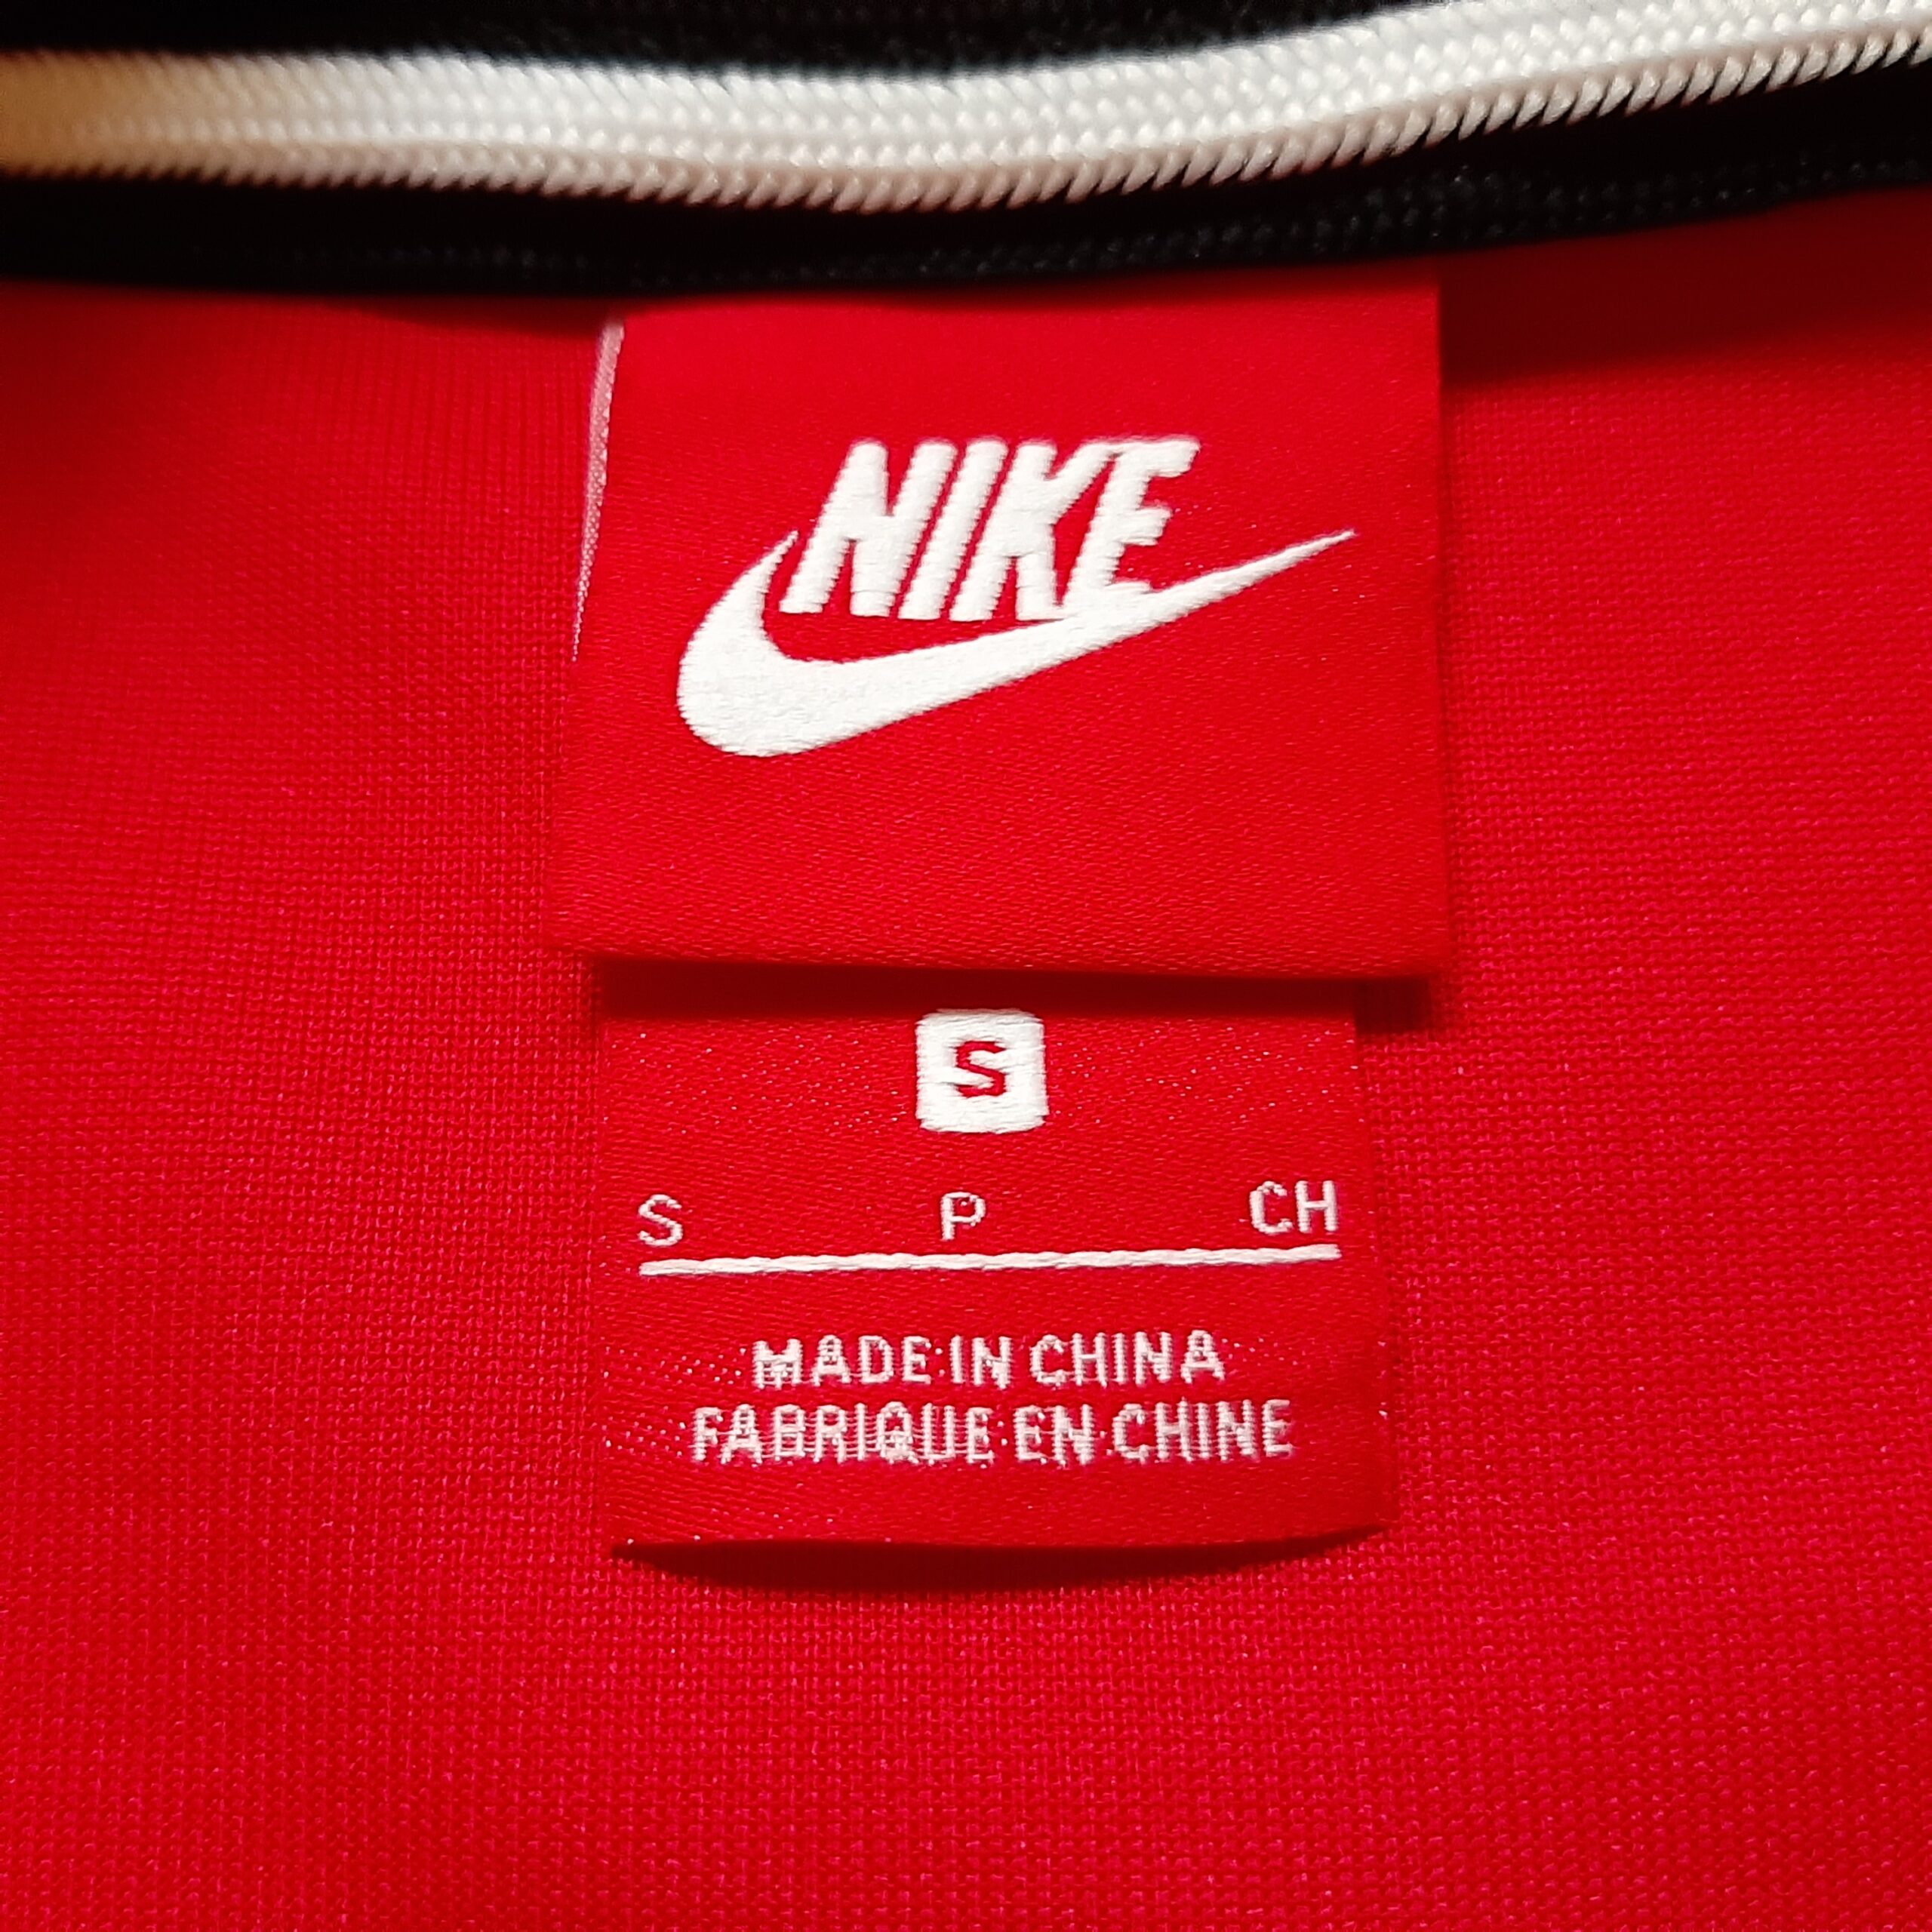 NIKE
S
S P CH
MADE IN CHINA
FABRIQUE EN CHINE